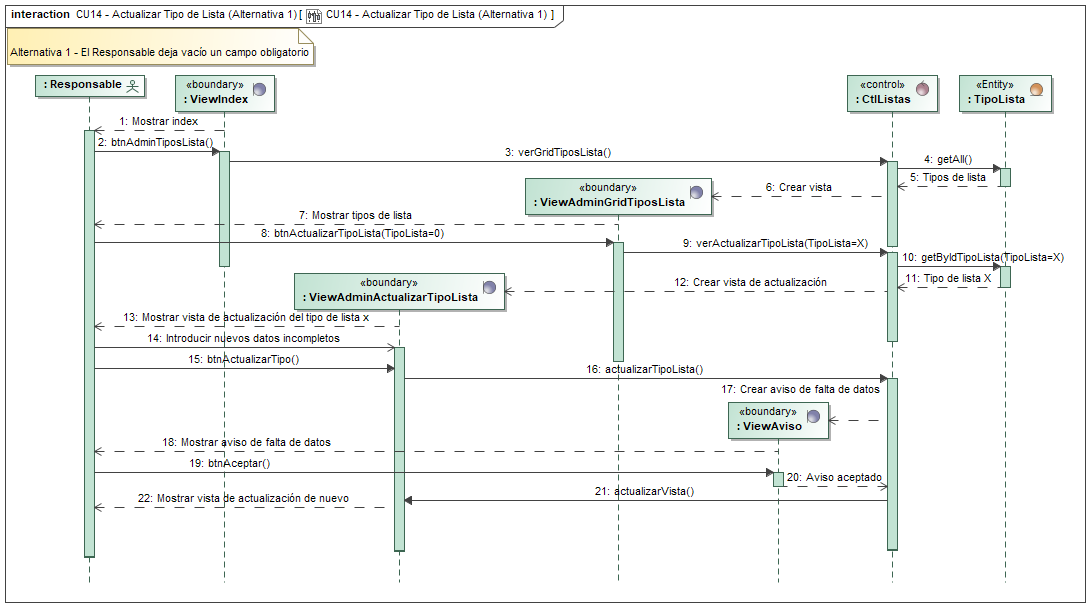 interaction CU14 - Actualizar Tipo de Lista (Alternativa 1) [ CU14 - Actualizar Tipo de Lista (Alternativa 1) ]
Alternativa 1 - El Responsable deja vacío un campo obligatorio
: Responsable
«boundary»
: ViewIndex
«control»
: CtlListas
«Entity»
: TipoLista
1: Mostrar index
2: btnAdminTiposLista()
3: verGridTiposLista()
4: getAll()
5: Tipos de lista
«boundary»
: ViewAdminGridTiposLista
6: Crear vista
7: Mostrar tipos de lista
8: btnActualizarTipoLista(TipoLista=0)
9: verActualizarTipoLista(TipoLista=X)
10: getByIdTipoLista(TipoLista=X)
11: Tipo de lista X
«boundary»
: ViewAdminActualizarTipoLista
12: Crear vista de actualización
13: Mostrar vista de actualización del tipo de lista x
14: Introducir nuevos datos incompletos
15: btnActualizarTipo()
16: actualizarTipoLista()
17: Crear aviso de falta de datos
«boundary»
: ViewAviso
18: Mostrar aviso de falta de datos
19: btnAceptar()
20: Aviso aceptado
21: actualizarVista()
22: Mostrar vista de actualización de nuevo